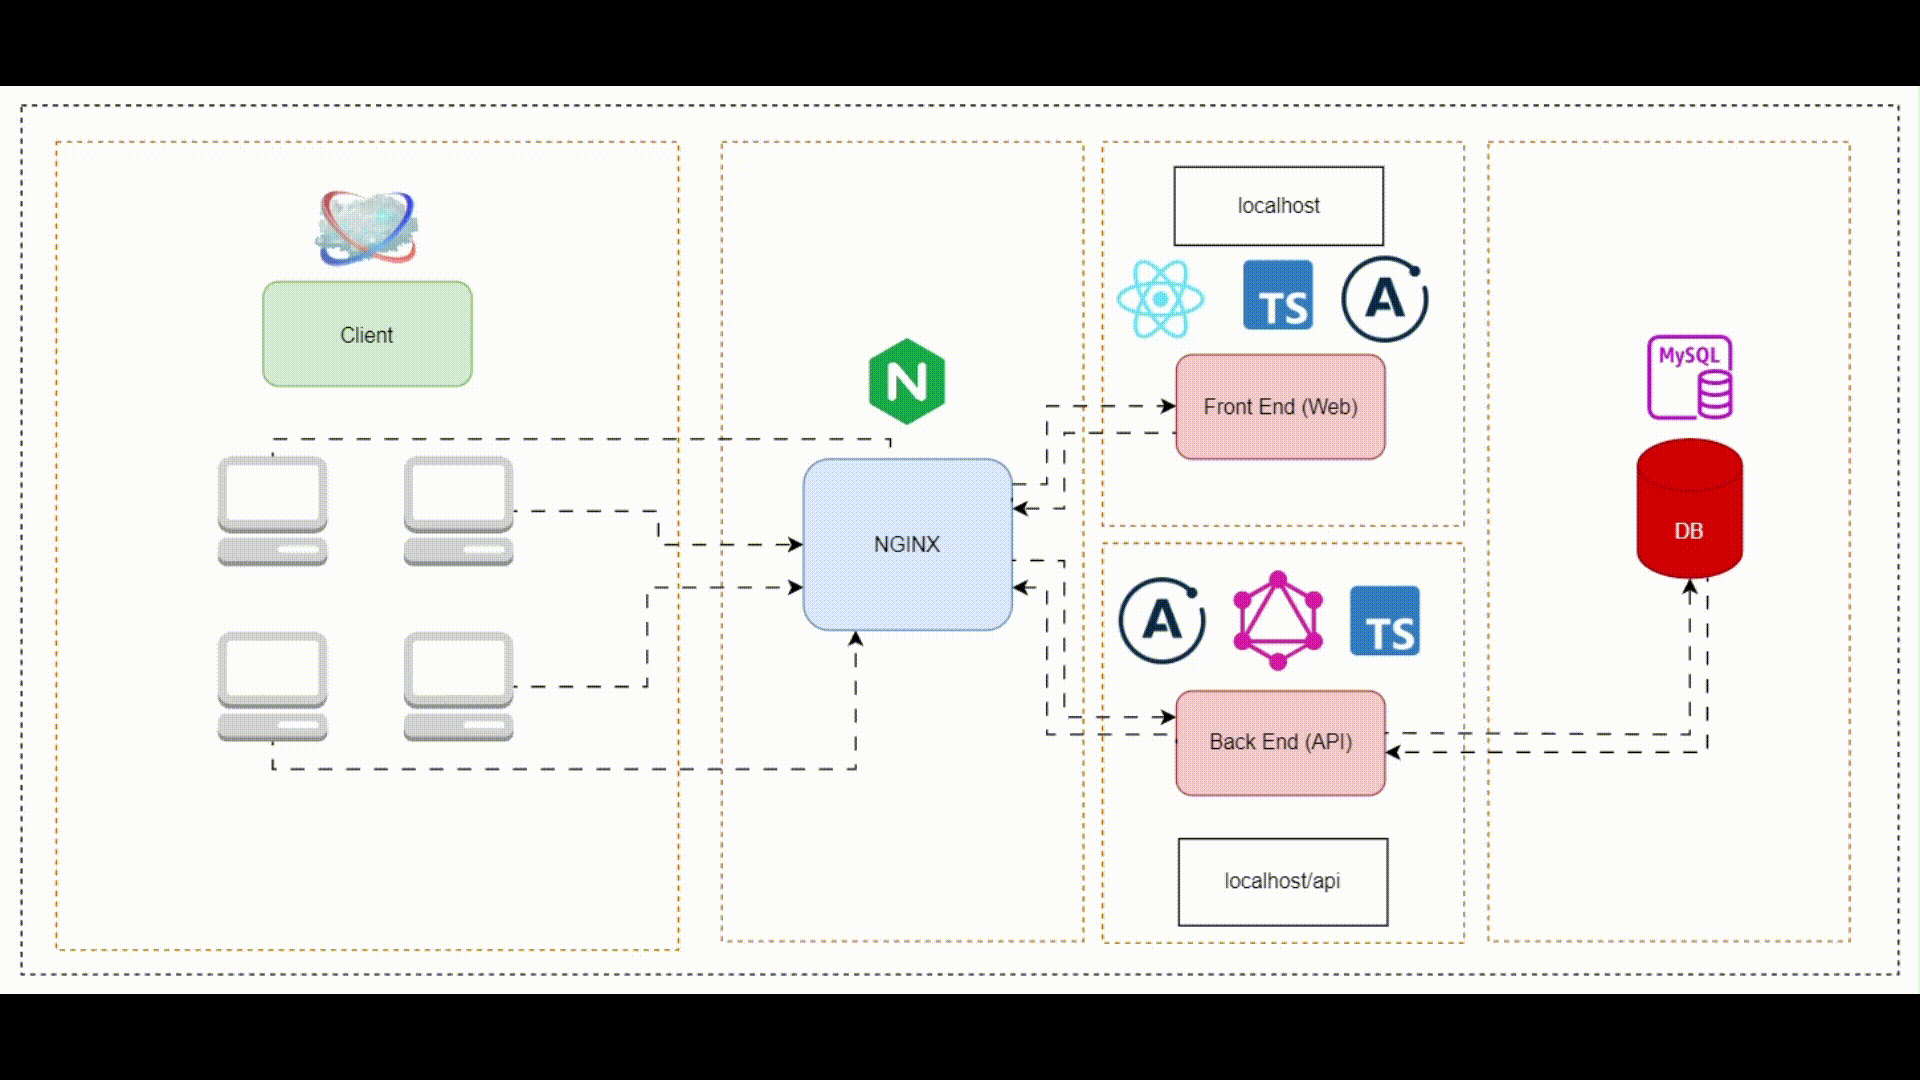 Client
N
NGINX
localhost
TS
A
Front End (Web)
A
TS
Back End (API)
localhost/api
MySQL
DB